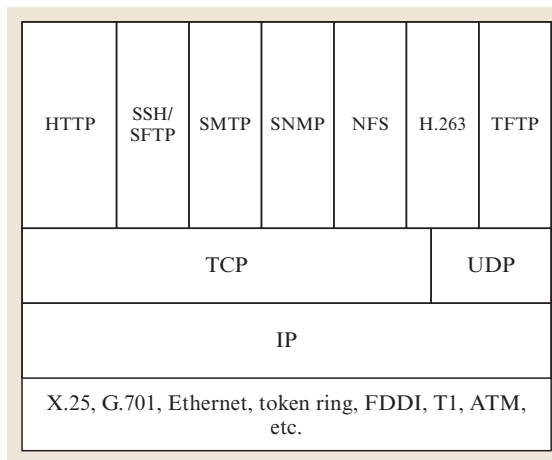 HTTP
SSH/
SFTP
SMTP
SNMP
NFS
H.263
TFTP
TCP
UDP
IP
X.25, G.701, Ethernet, token ring, FDDI, T1, ATM,
etc.